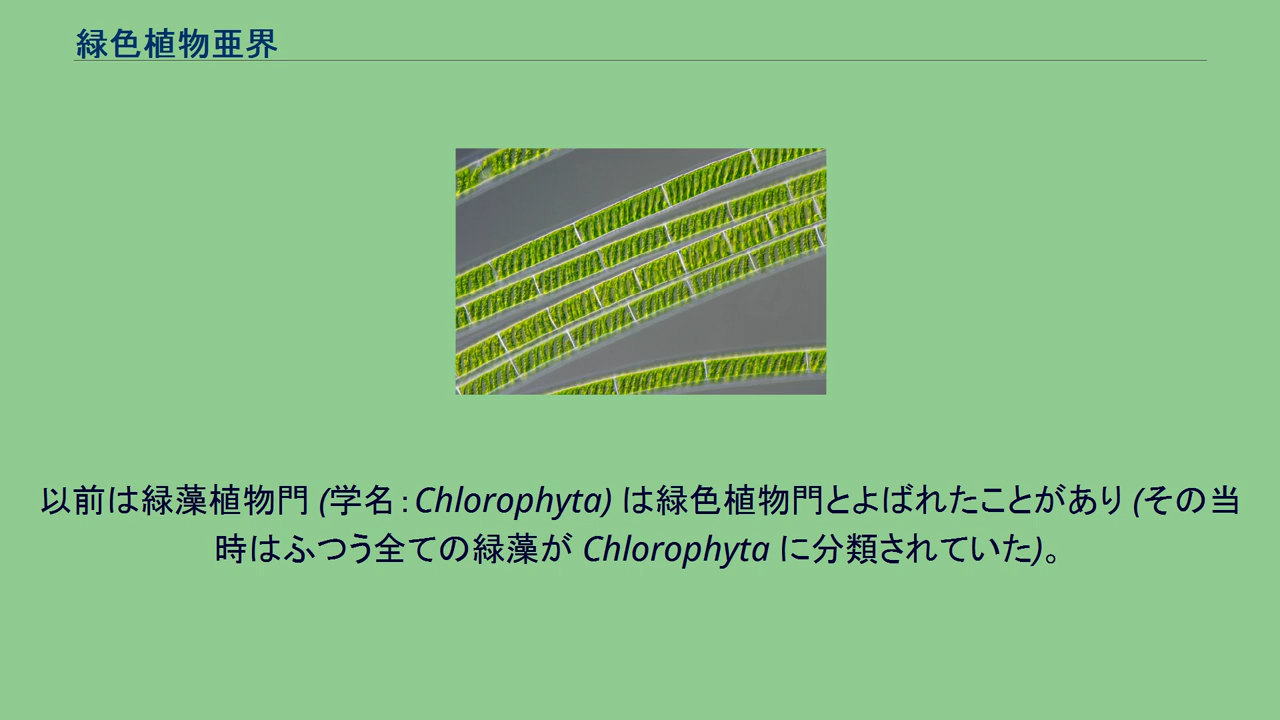 緑色植物亜界
以前は緑藻植物門 (学名：Chlorophyta) は緑色植物門とよばれたことがあり (その当
時はふつう全ての緑藻が Chlorophyta に分類されていた)。